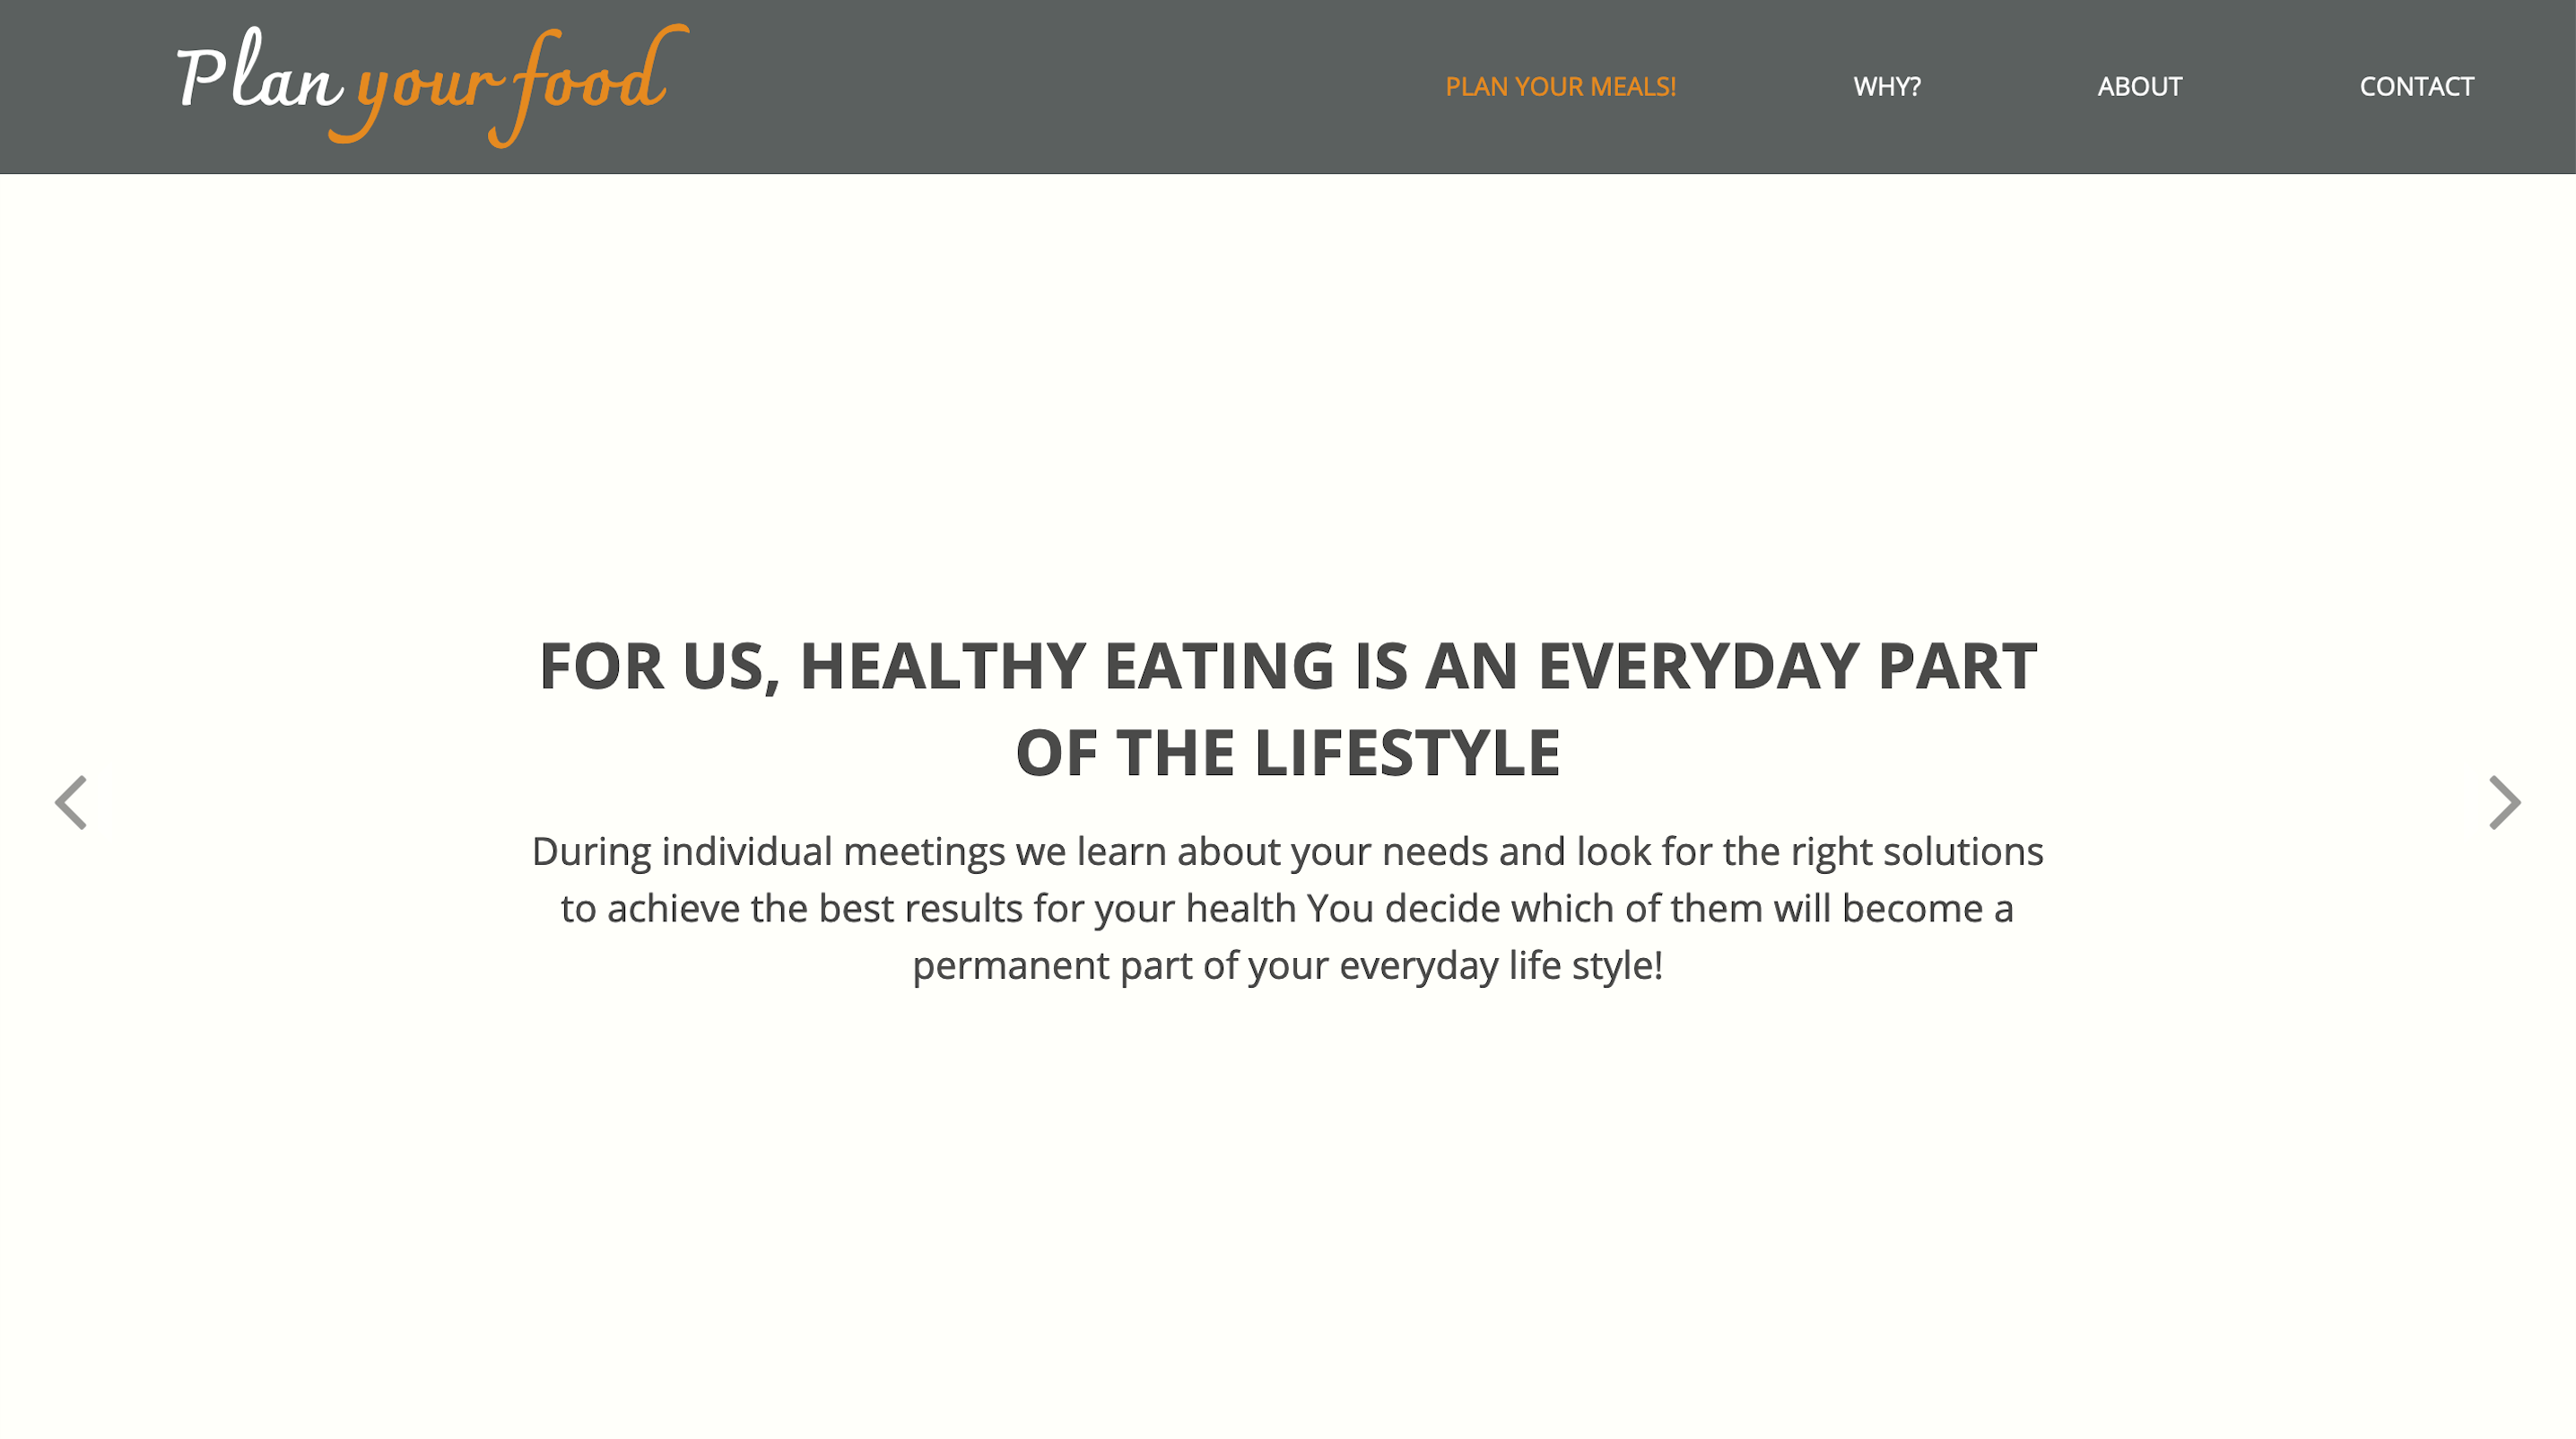 Plan your food
PLAN YOUR MEALS!
WHY?
ABOUT
CONTACT
FOR US, HEALTHY EATING IS AN EVERYDAY PART
OF THE LIFESTYLE
During individual meetings we learn about your needs and look for the right solutions
to achieve the best results for your health You decide which of them will become a
permanent part of your everyday life style!